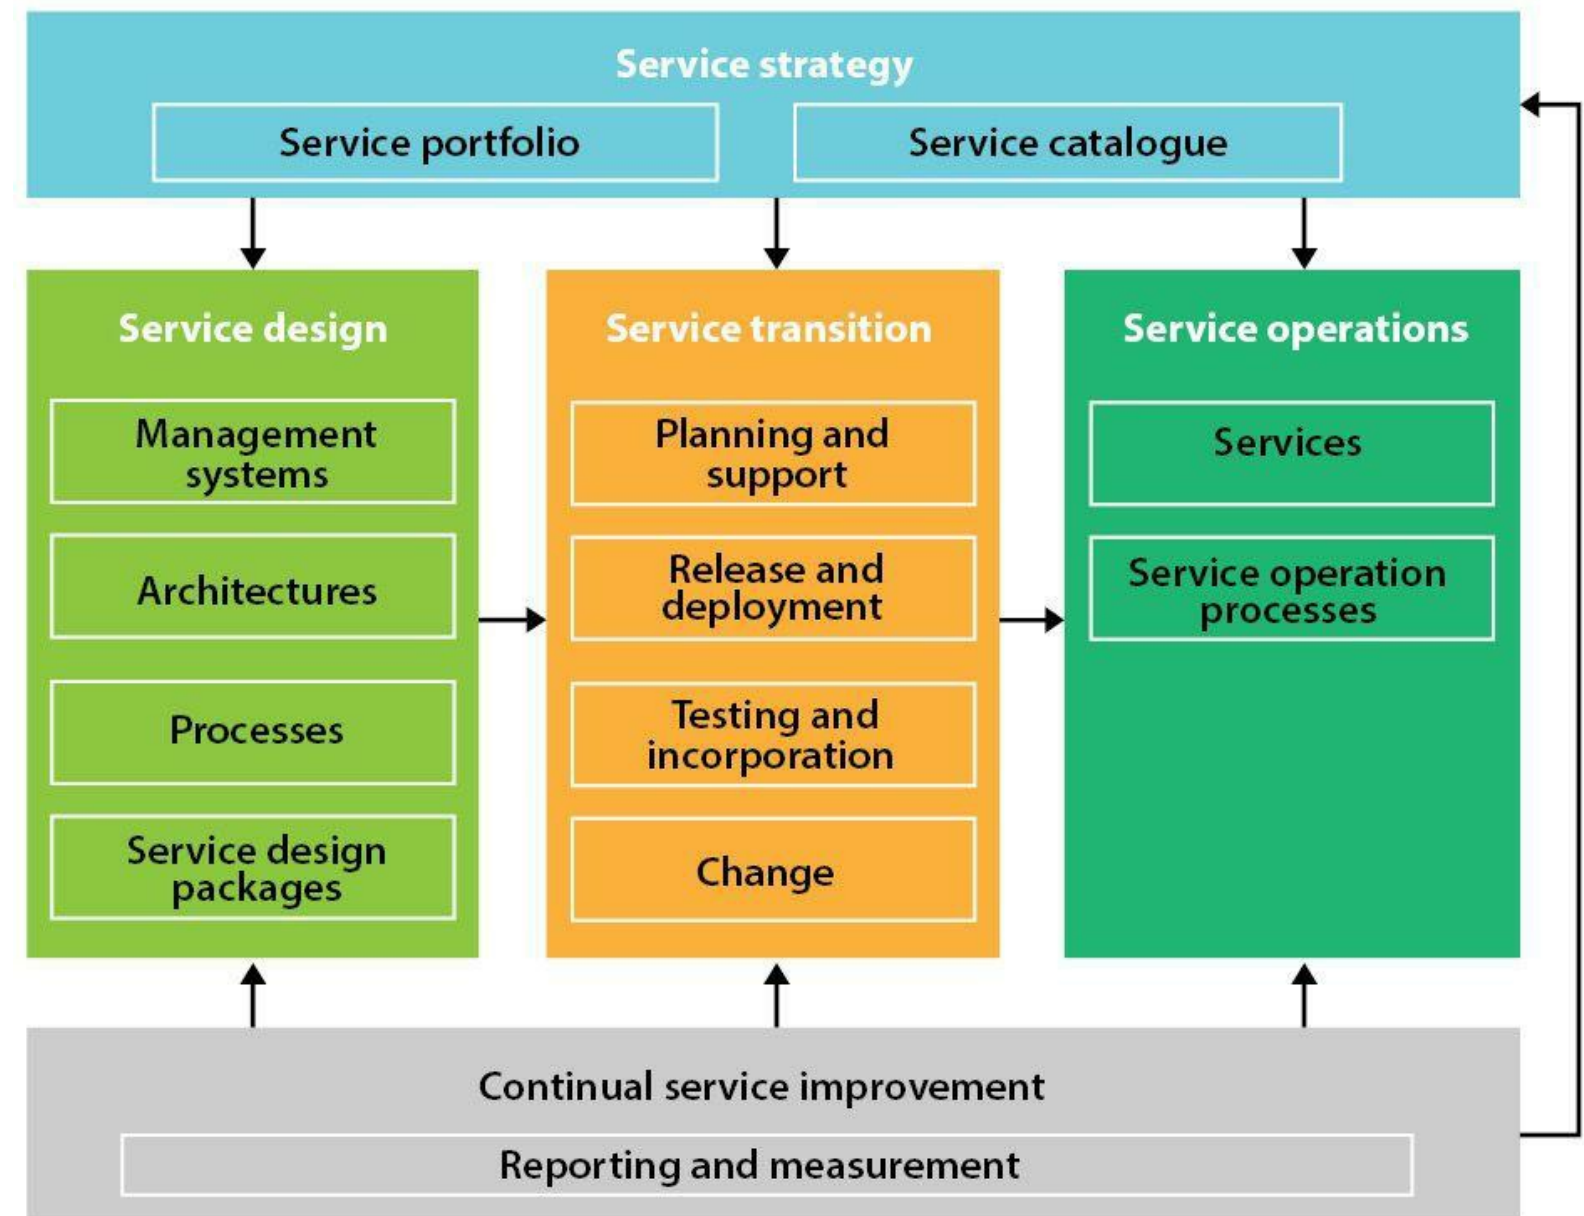 Service strategy
Service portfolio
Service catalogue
Service design
Management
systems
Architectures
Processes
Service design
packages
Service transition
Planning and
support
Release and
deployment
Testing and
incorporation
Change
Service operations
Services
Service operation
processes
Continual service improvement
Reporting and measurement